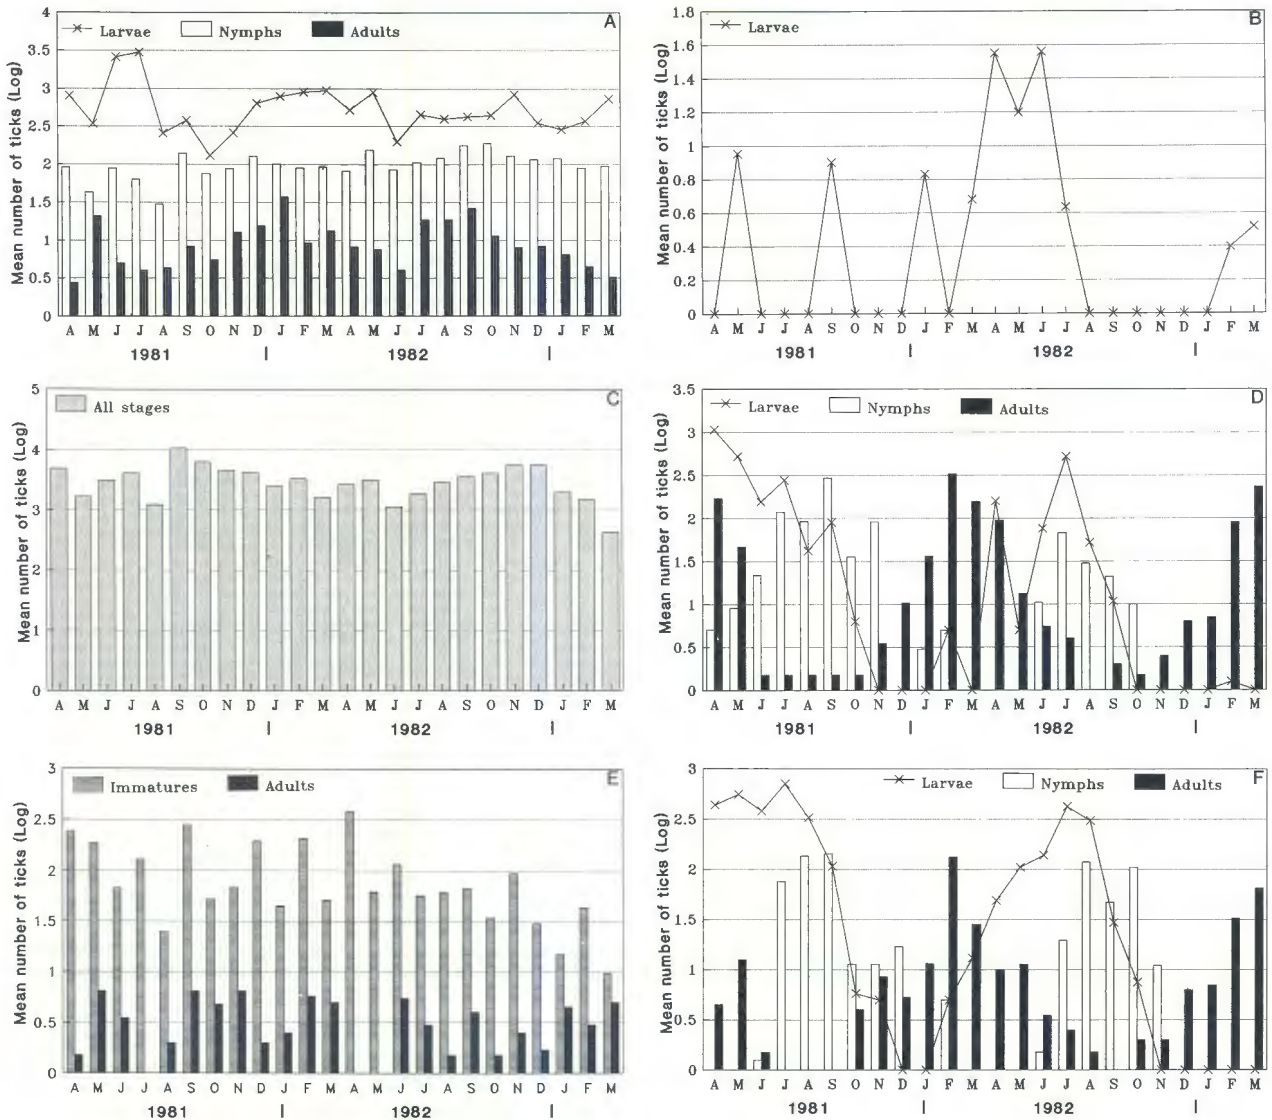 A
Larvae Nymphs Adults
Mean number of ticks (Log)
4
3.5
3
2.5
2
1.5
1
0.5
0
A M J J A S O N D J F M A M J J A S O N D J F M
1981 | 1982 |
B
Larvae
Mean number of ticks (Log)
1.8
1.6
1.4
1.2
1
0.8
0.6
0.4
0.2
0
A M J J A S O N D J F M A M J J A S O N D J F M
1981 | 1982 |
C
All stages
Mean number of ticks (Log)
5
4
3
2
1
0
A M J J A S O N D J F M A M J J A S O N D J F M
1981 | 1982 |
D
Larvae Nymphs Adults
Mean number of ticks (Log)
3.5
3
2.5
2
1.5
1
0.5
0
A M J J A S O N D J F M A M J J A S O N D J F M
1981 | 1982 |
E
Immatures Adults
Mean number of ticks (Log)
3
2.5
2
1.5
1
0.5
0
A M J J A S O N D J F M A M J J A S O N D J F M
1981 | 1982 |
F
Larvae Nymphs Adults
Mean number of ticks (Log)
3
2.5
2
1.5
1
0.5
0
A M J J A S O N D J F M A M J J A S O N D J F M
1981 | 1982 |